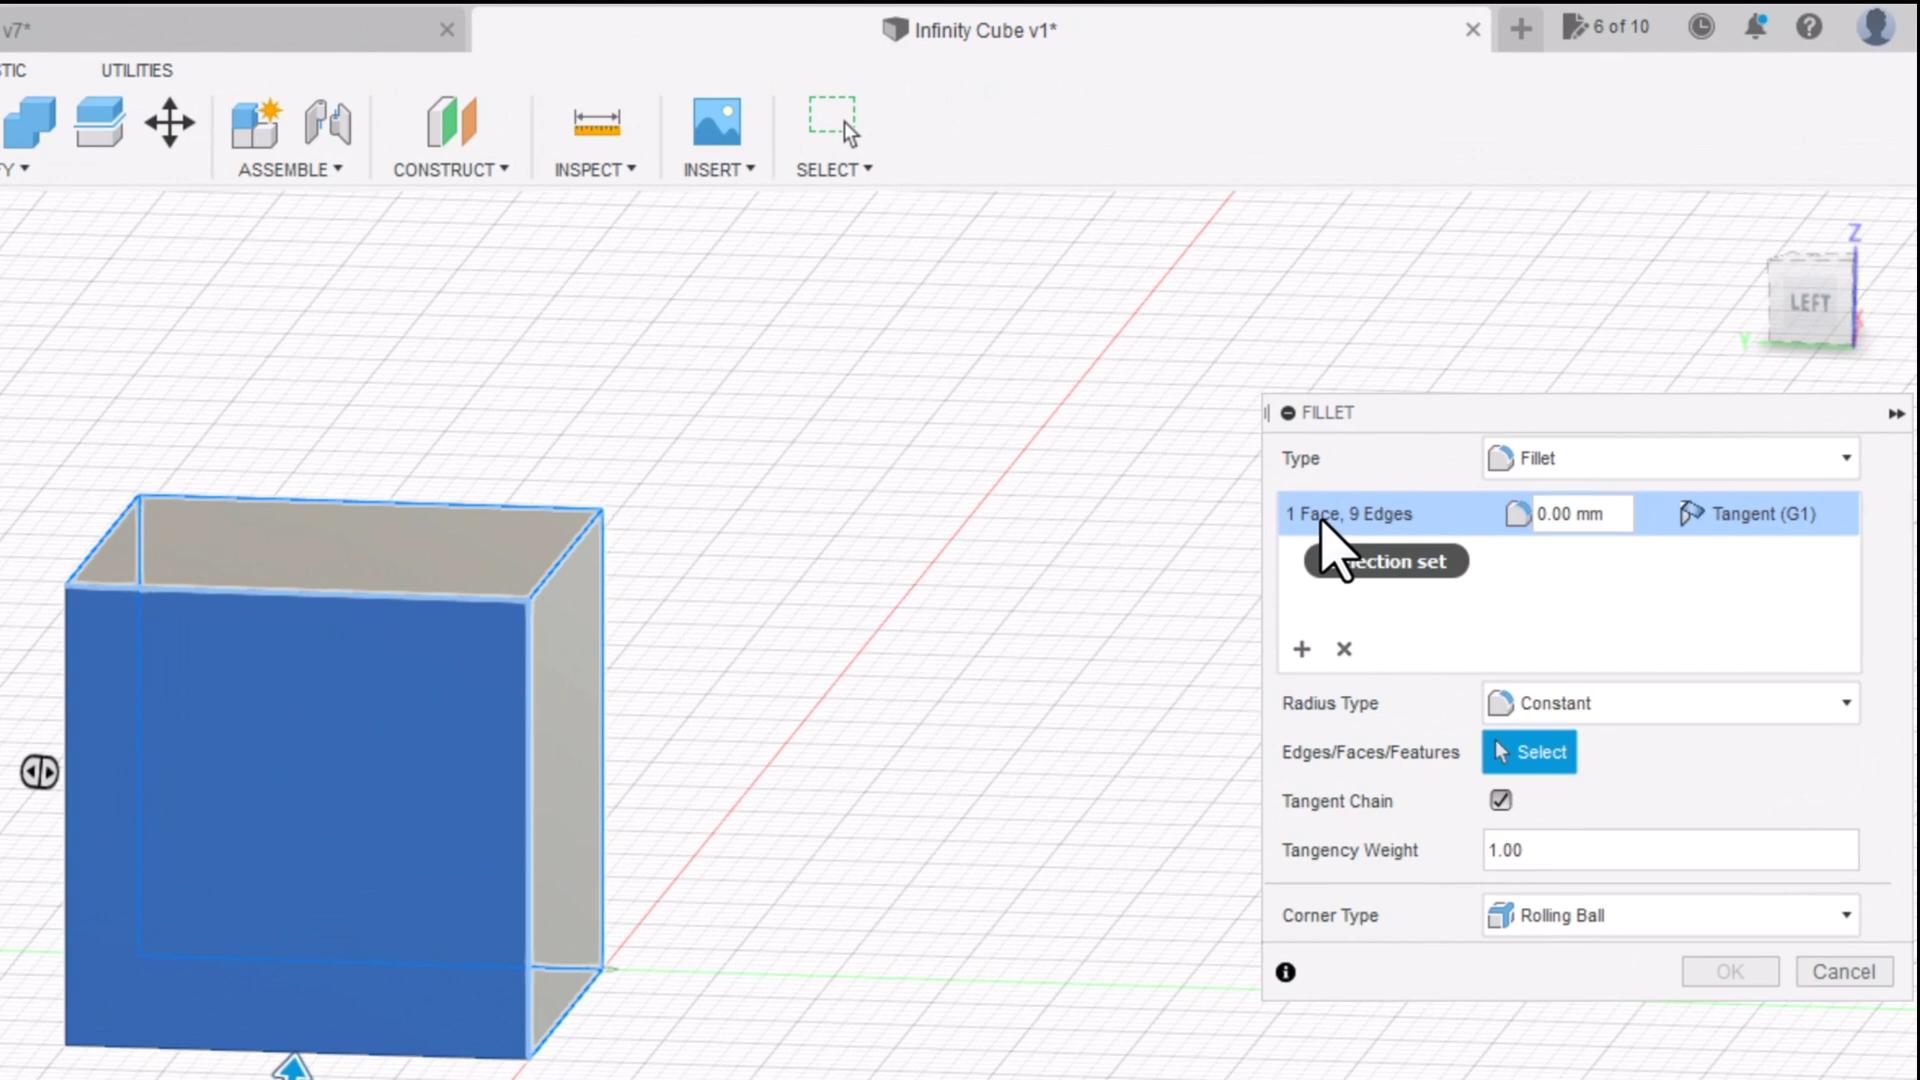 v7*
Infinity Cube v1*
6 of 10
TIC
UTILITIES
Y
ASSEMBLE
CONSTRUCT
INSPECT
INSERT
SELECT
Z
LEFT
X
Y
FILLET
Type
Fillet
1 Face, 9 Edges
0.00 mm
Tangent (G1)
ection set
Radius Type
Constant
Edges/Faces/Features
Select
Tangent Chain
Tangency Weight
1.00
Corner Type
Rolling Ball
OK
Cancel